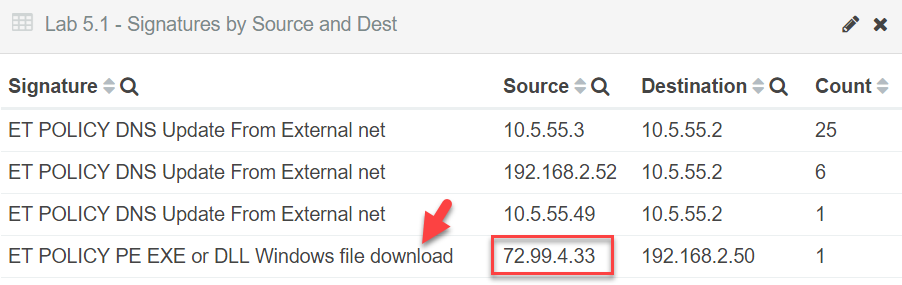 Lab 5.1 - Signatures by Source and Dest
Signature Source Destination Count
ET POLICY DNS Update From External net 10.5.55.3 10.5.55.2 25
ET POLICY DNS Update From External net 192.168.2.52 10.5.55.2 6
ET POLICY DNS Update From External net 10.5.55.49 10.5.55.2 1
ET POLICY PE EXE or DLL Windows file download 72.99.4.33 192.168.2.50 1